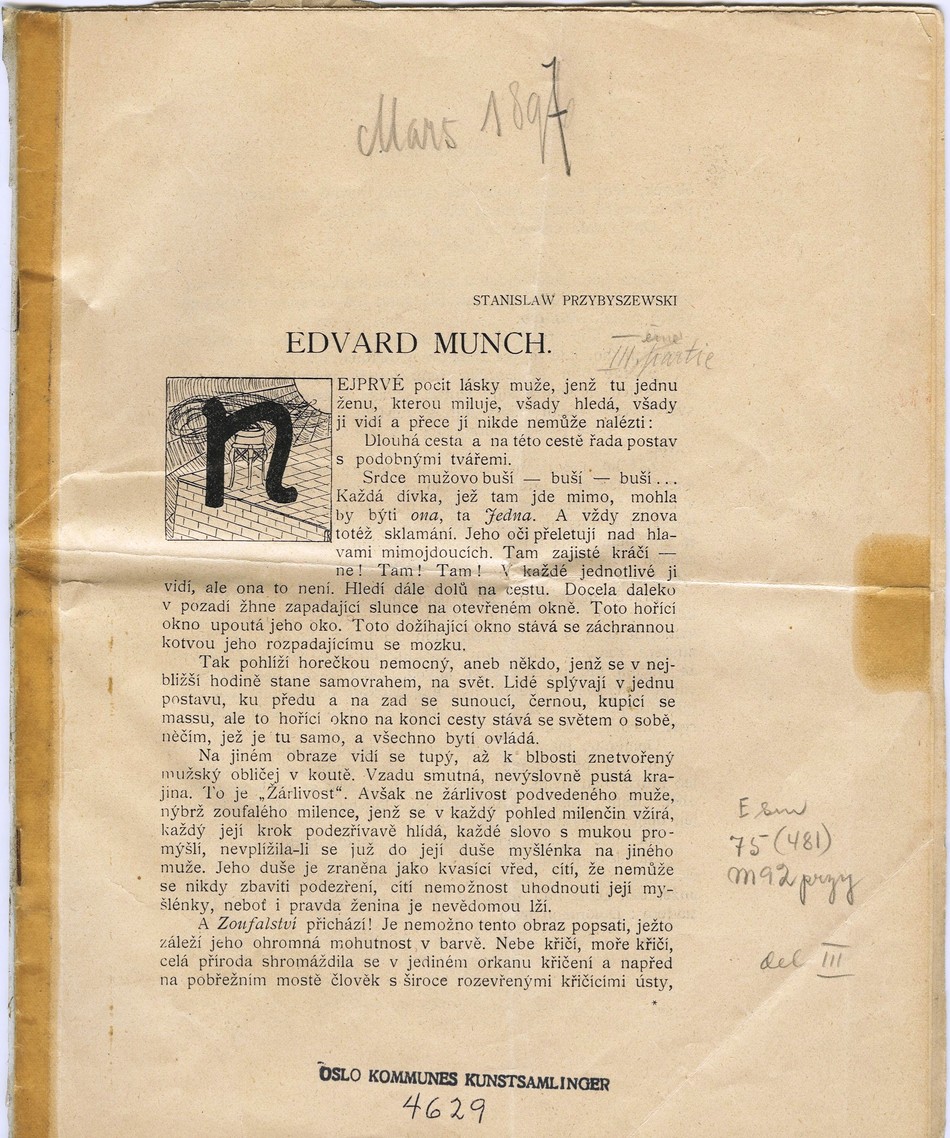 Mars 1897
STANISLAW PRZYBYSZEWSKI
EDVARD MUNCH.
III. ème partie
NEJPRVÉ pocit lásky muže, jenž tu jednu
ženu, kterou miluje, všady hledá, všady
ji vidí a přece jí nikde nemůže nalézti:
Dlouhá cesta a na této cestě řada postav
s podobnými tvářemi.
Srdce mužovo buší — buší — buší...
Každá dívka, jež tam jde mimo, mohla
by býti ona, ta Jedna. A vždy znova
totéž sklamání. Jeho oči přeletují nad hla-
vami mimojdoucích. Tam zajisté kráčí —
ne! Tam! Tam! V každé jednotlivé ji
vidí, ale ona to není. Hledí dále dolů na cestu. Docela daleko
v pozadí žhne zapadající slunce na otevřeném okně. Toto hořící
okno upoutá jeho oko. Toto dožíhající okno stává se záchrannou
kotvou jeho rozpadajícímu se mozku.
Tak pohlíží horečkou nemocný, aneb někdo, jenž se v nej-
bližší hodině stane samovrahem, na svět. Lidé splývají v jednu
postavu, ku předu a na zad se sunoucí, černou, kupící se
massu, ale to hořící okno na konci cesty stává se světem o sobě,
něčím, jež je tu samo, a všechno bytí ovládá.
Na jiném obraze vidí se tupý, až k blbosti znetvořený
mužský obličej v koutě. Vzadu smutná, nevýslovně pustá kra-
jina. To je „Žárlivost“. Avšak ne žárlivost podvedeného muže,
nýbrž zoufalého milence, jenž se v každý pohled milenčin vžírá,
každý její krok podezřívavě hlídá, každé slovo s mukou pro-
mýšlí, nevplížila-li se již do její duše myšlénka na jiného
muže. Jeho duše je zraněna jako kvasící vřed, cítí, že nemůže
se nikdy zbaviti podezření, cítí nemožnost uhodnouti její my-
šlénky, neboť i pravda ženina je nevědomou lží.
A Zoufalství přichází! Je nemožno tento obraz popsati, ježto
záleží jeho ohromná mohutnost v barvě. Nebe křičí, moře křičí,
celá příroda shromáždila se v jediném orkanu křičení a napřed
na pobřežním mostě člověk s široce rozevřenými křičícími ústy,
*
75 (481)
M92 przy
del III
OSLO KOMMUNES KUNSTSAMLINGER
4629